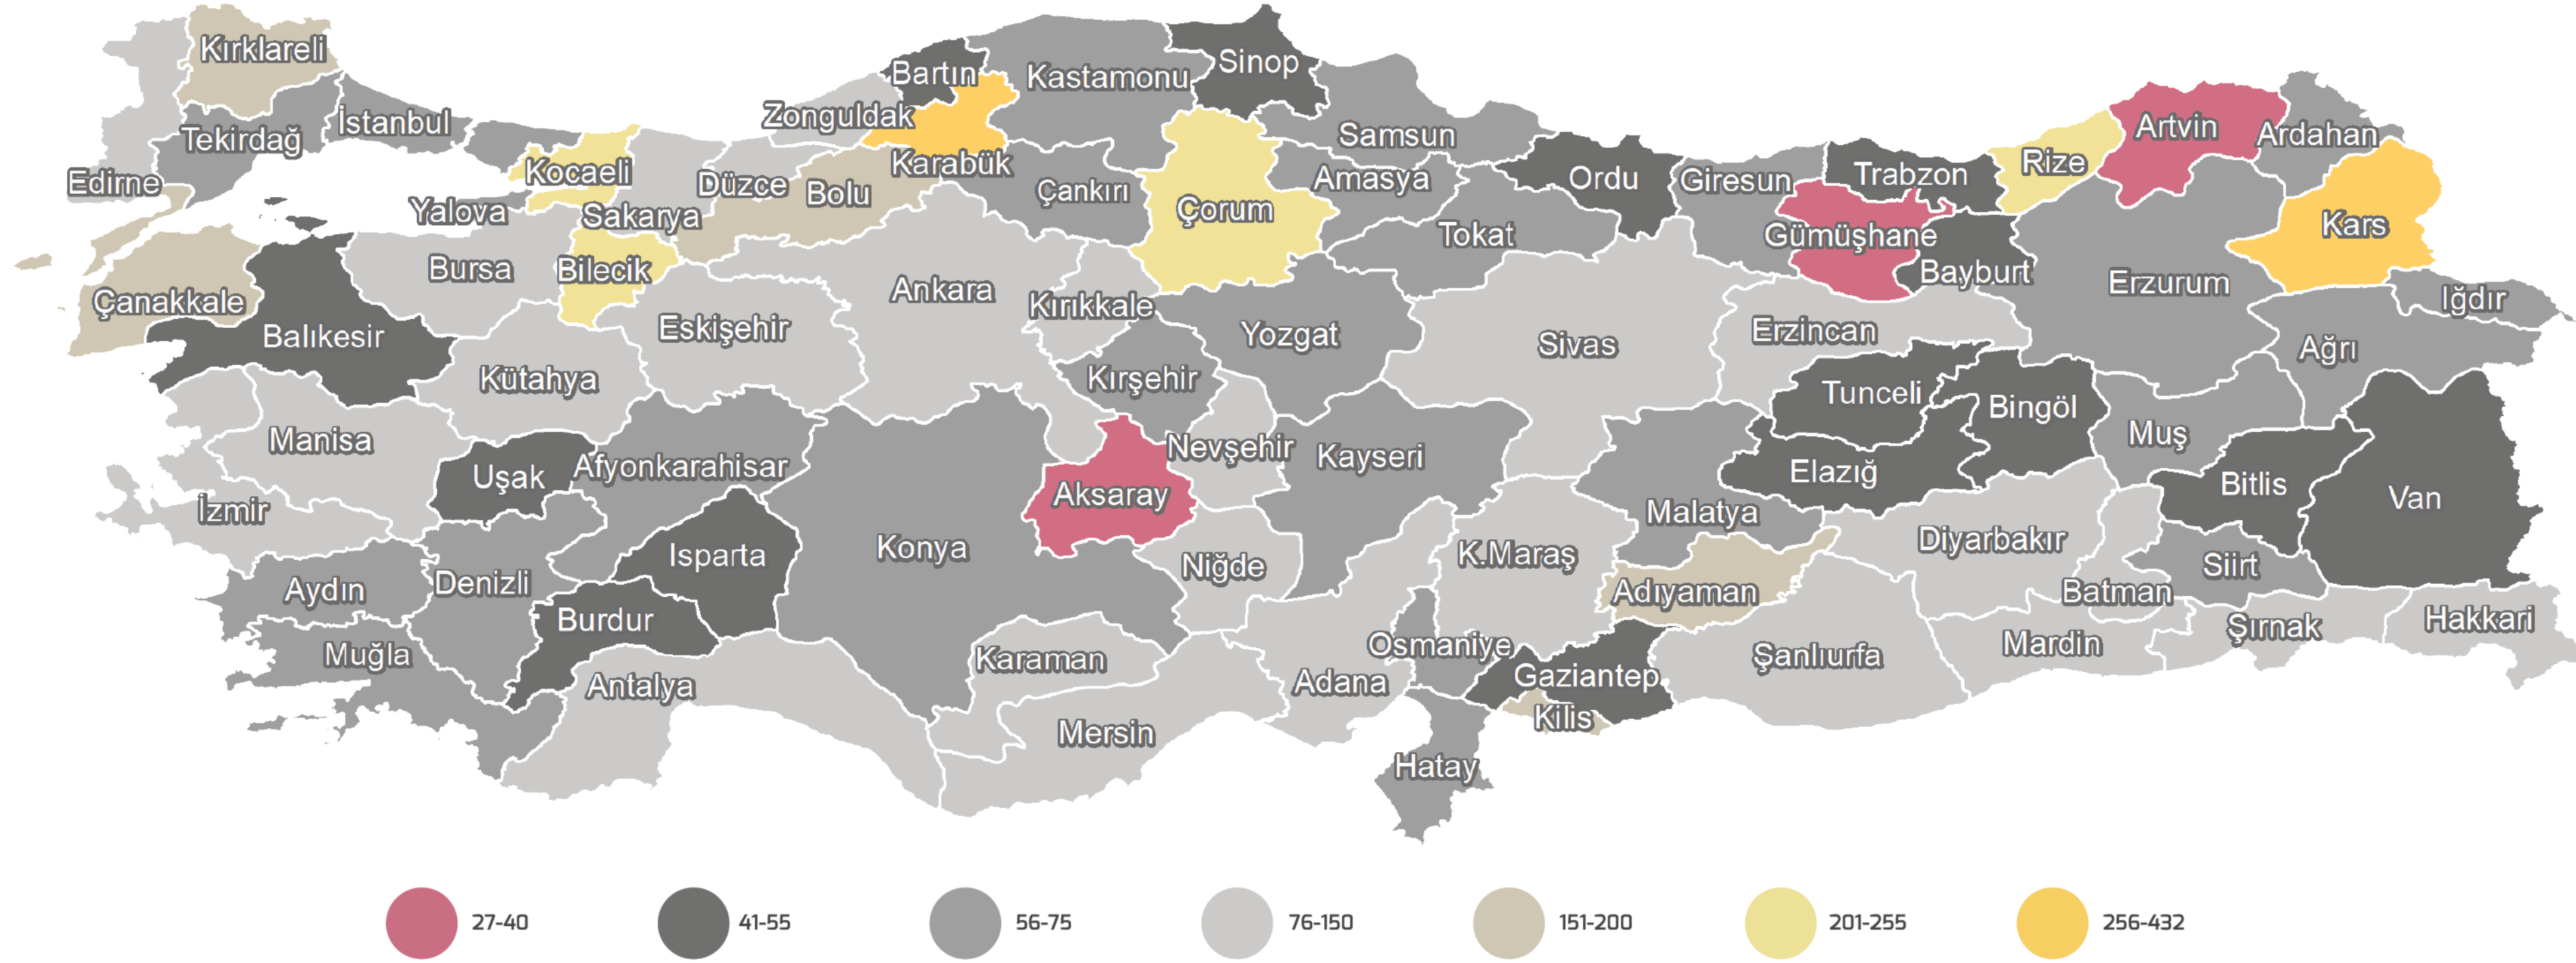 Kırklareli
Sinop
Bartın
Kastamonu
Zonguldak
İstanbul
Tekirdağ
Samsun
Artvin
Ardahan
Karabük
Rize
Kocaeli
Edirne
Düzce
Bolu
Çankırı
Amasya
Ordu
Giresun
Trabzon
Yalova
Sakarya
Çorum
Tokat
Gümüşhane
Kars
Bursa
Bilecik
Ankara
Bayburt
Erzurum
Iğdır
Çanakkale
Kırıkkale
Balıkesir
Eskişehir
Yozgat
Sivas
Erzincan
Ağrı
Kütahya
Kırşehir
Tunceli
Bingöl
Manisa
Nevşehir
Kayseri
Muş
Uşak
Afyonkarahisar
Elazığ
Bitlis
Van
Aksaray
İzmir
Malatya
Isparta
Konya
Niğde
K.Maraş
Diyarbakır
Siirt
Aydın
Denizli
Adıyaman
Batman
Burdur
Hakkari
Şırnak
Muğla
Karaman
Osmaniye
Mardin
Şanlıurfa
Antalya
Adana
Gaziantep
Kilis
Mersin
Hatay
27-40 41-55 56-75 76-150 151-200 201-255 256-432